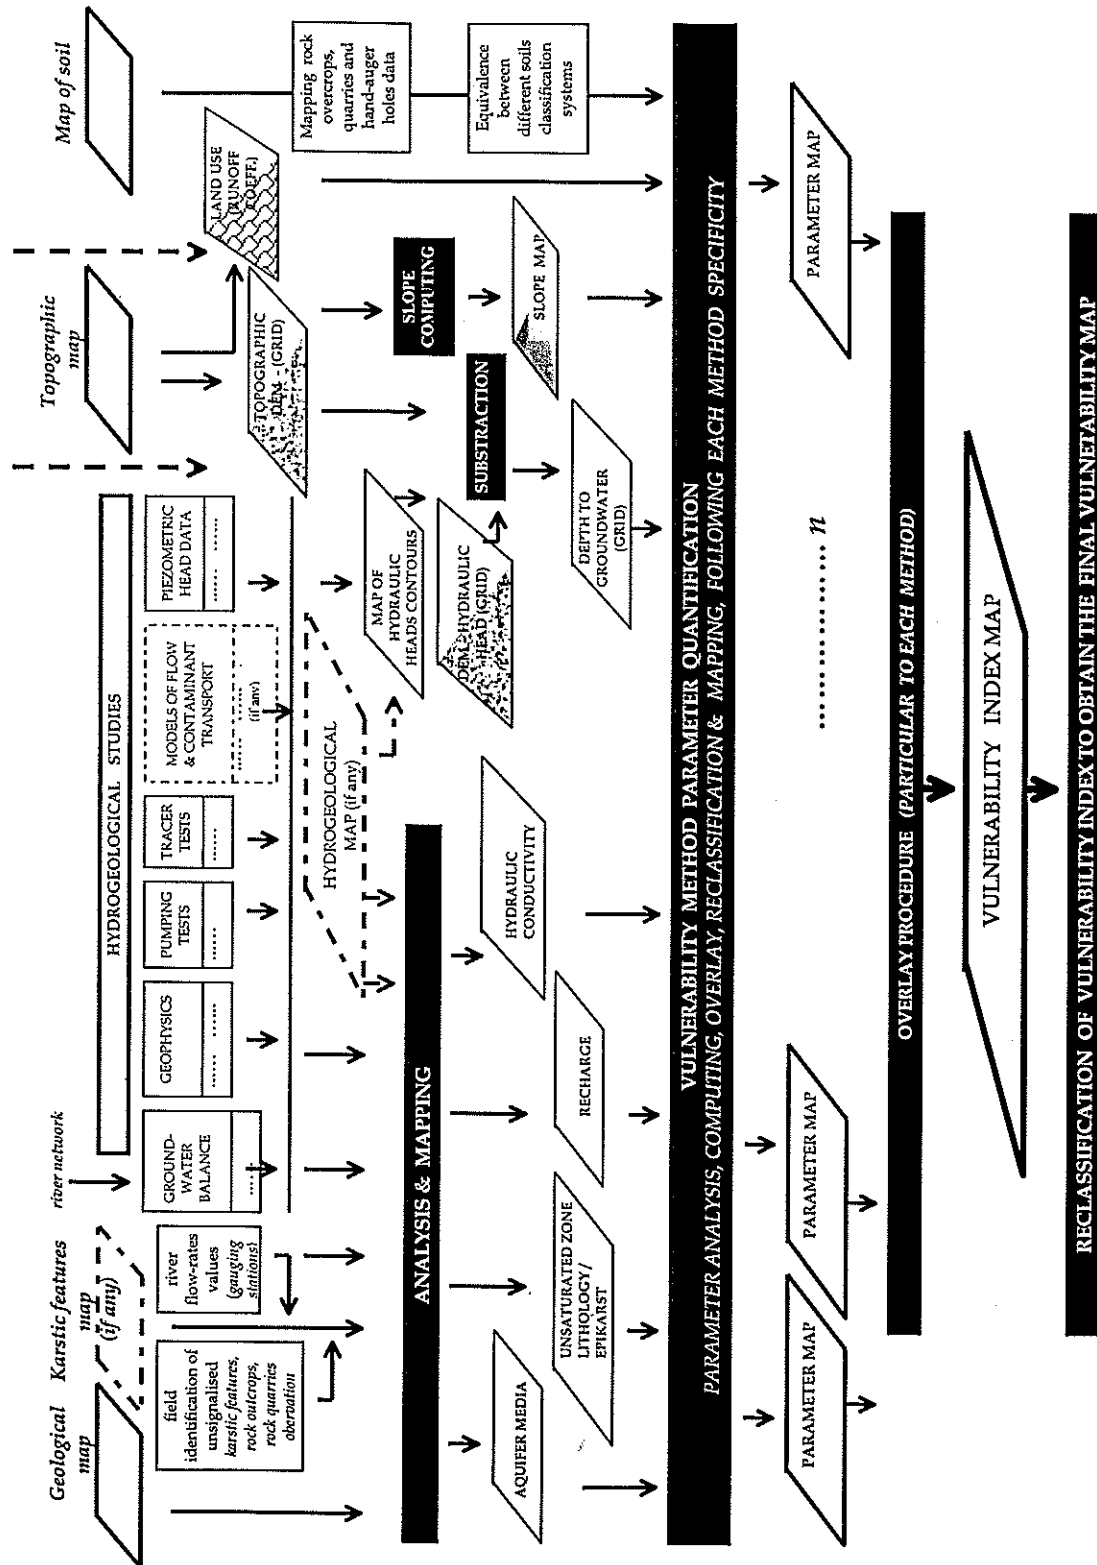 Geological
map
Karstic features
map
(if any)
river network
Topographic
map
Map of soil
HYDROGEOLOGICAL STUDIES
field
identification of
unsignalised
karstic features,
rock outcrops,
rock quarries
obervation
river
flow-rates
values
(gauging
stations)
GROUND-
WATER
BALANCE
......
GEOPHYSICS
...... ......
PUMPING
TESTS
......
TRACER
TESTS
......
MODELS OF FLOW
& CONTAMINANT
TRANSPORT
...... ......
(if any)
PIEZOMETRIC
HEAD DATA
...... ......
LAND USE
(RUNOFF
COEFF.)
TOPOGRAPHIC
DEM - (GRID)
Mapping rock
overcrops,
quarries and
hand-auger
holes data
HYDROGEOLOGICAL
MAP (if any)
MAP OF
HYDRAULIC
HEADS CONTOURS
SLOPE
COMPUTING
Equivalence
between
different soils
classification
systems
ANALYSIS & MAPPING
DEM - HYDRAULIC
HEAD (GRID)
SUBSTRACTION
SLOPE MAP
AQUIFER MEDIA
UNSATURATED ZONE
LITHOLOGY/
EPIKARST
RECHARGE
HYDRAULIC
CONDUCTIVITY
DEPTH TO
GROUNDWATER
(GRID)
VULNERABILITY METHOD PARAMETER QUANTIFICATION
PARAMETER ANALYSIS, COMPUTING, OVERLAY, RECLASSIFICATION & MAPPING, FOLLOWING EACH METHOD SPECIFICITY
PARAMETER MAP
PARAMETER MAP
................. n
PARAMETER MAP
OVERLAY PROCEDURE (PARTICULAR TO EACH METHOD)
VULNERABILITY INDEX MAP
RECLASSIFICATION OF VULNERABILITY INDEX TO OBTAIN THE FINAL VULNETABILITY MAP